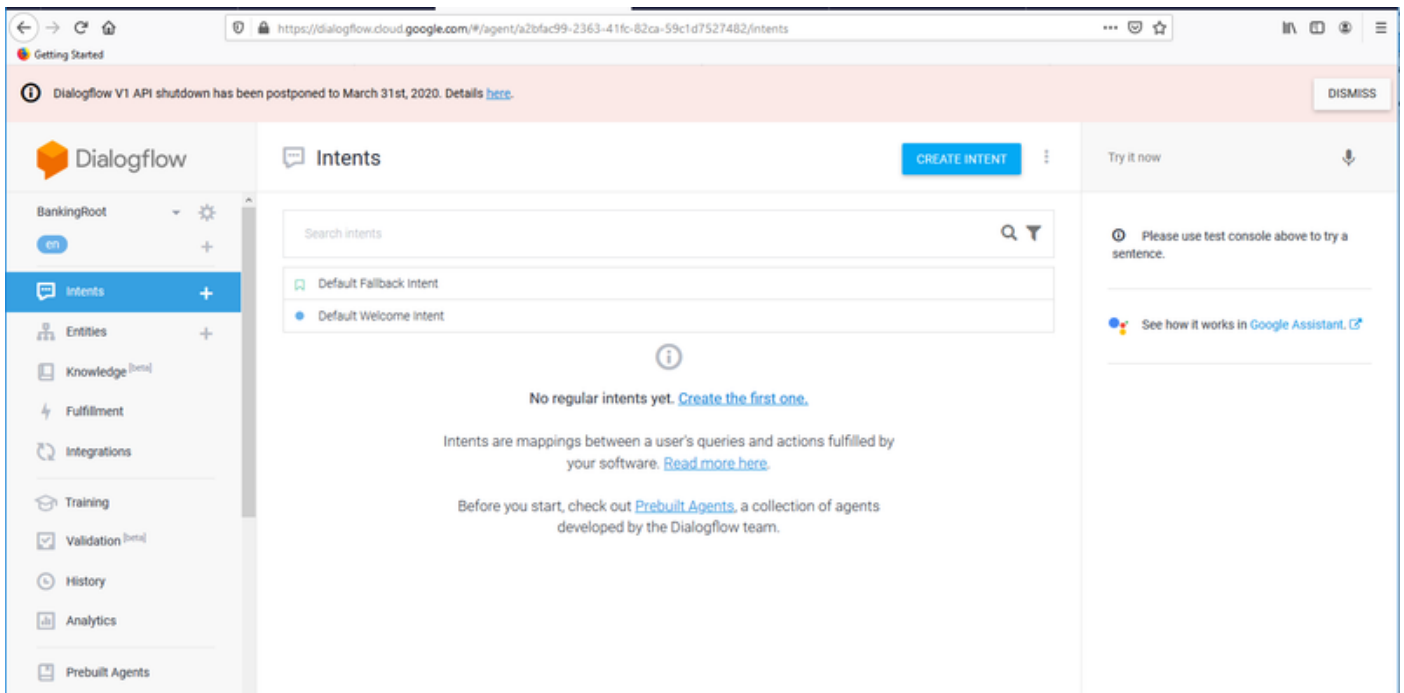 https://dialogflow.cloud.google.com/#/agent/a2bfac99-2363-41fc-82ca-59c1d7527482/intents
Getting Started
Dialogflow V1 API shutdown has been postponed to March 31st, 2020. Details here.
DISMISS
Dialogflow
Intents
CREATE INTENT
Try it now
BankingRoot
en
Intents
Entities
Knowledge [beta]
Fulfillment
Integrations
Training
Validation [beta]
History
Analytics
Prebuilt Agents
Search intents
Default Fallback Intent
Default Welcome Intent
No regular intents yet. Create the first one.
Intents are mappings between a user's queries and actions fulfilled by
your software. Read more here.
Before you start, check out Prebuilt Agents, a collection of agents
developed by the Dialogflow team.
Please use test console above to try a
sentence.
See how it works in Google Assistant.